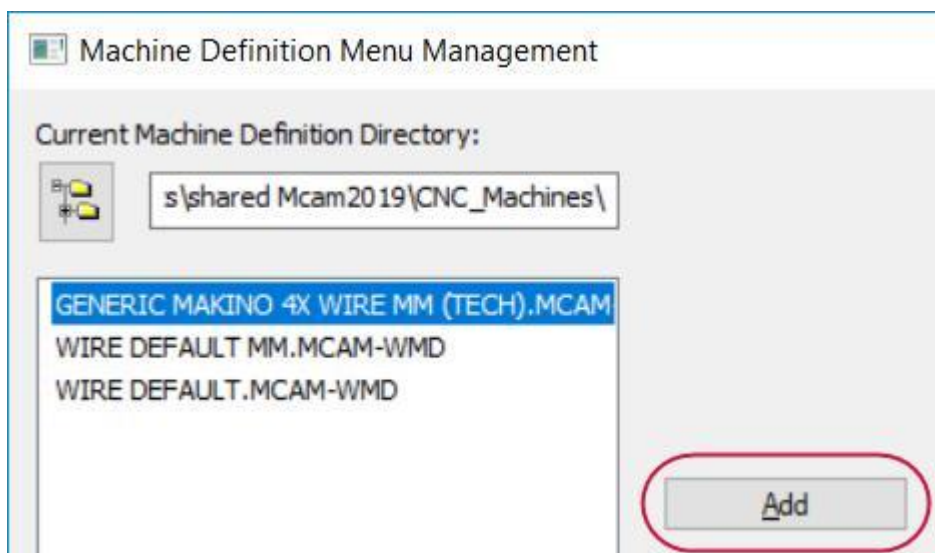 Machine Definition Menu Management
Current Machine Definition Directory:
s\shared Mcam2019\CNC_Machines\
GENERIC MAKINO 4X WIRE MM (TECH).MCAM
WIRE DEFAULT MM.MCAM-WMD
WIRE DEFAULT.MCAM-WMD
Add